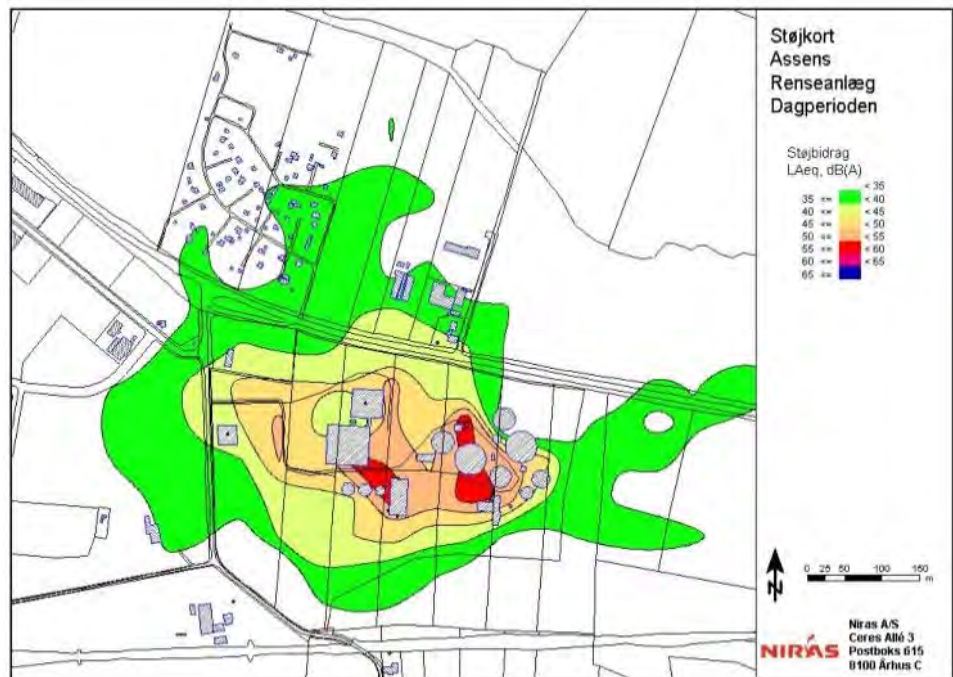 Støjkort
Assens
Renseanlæg
Dagperioden
Støjbidrag
LAeq, dB(A)
< 35
35 <= < 40
40 <= < 45
45 <= < 50
50 <= < 55
55 <= < 60
60 <= < 65
65 <=
N
0 25 50 100 150
m
NIRAS
Niras A/S
Ceres Allé 3
Postboks 615
8100 Århus C